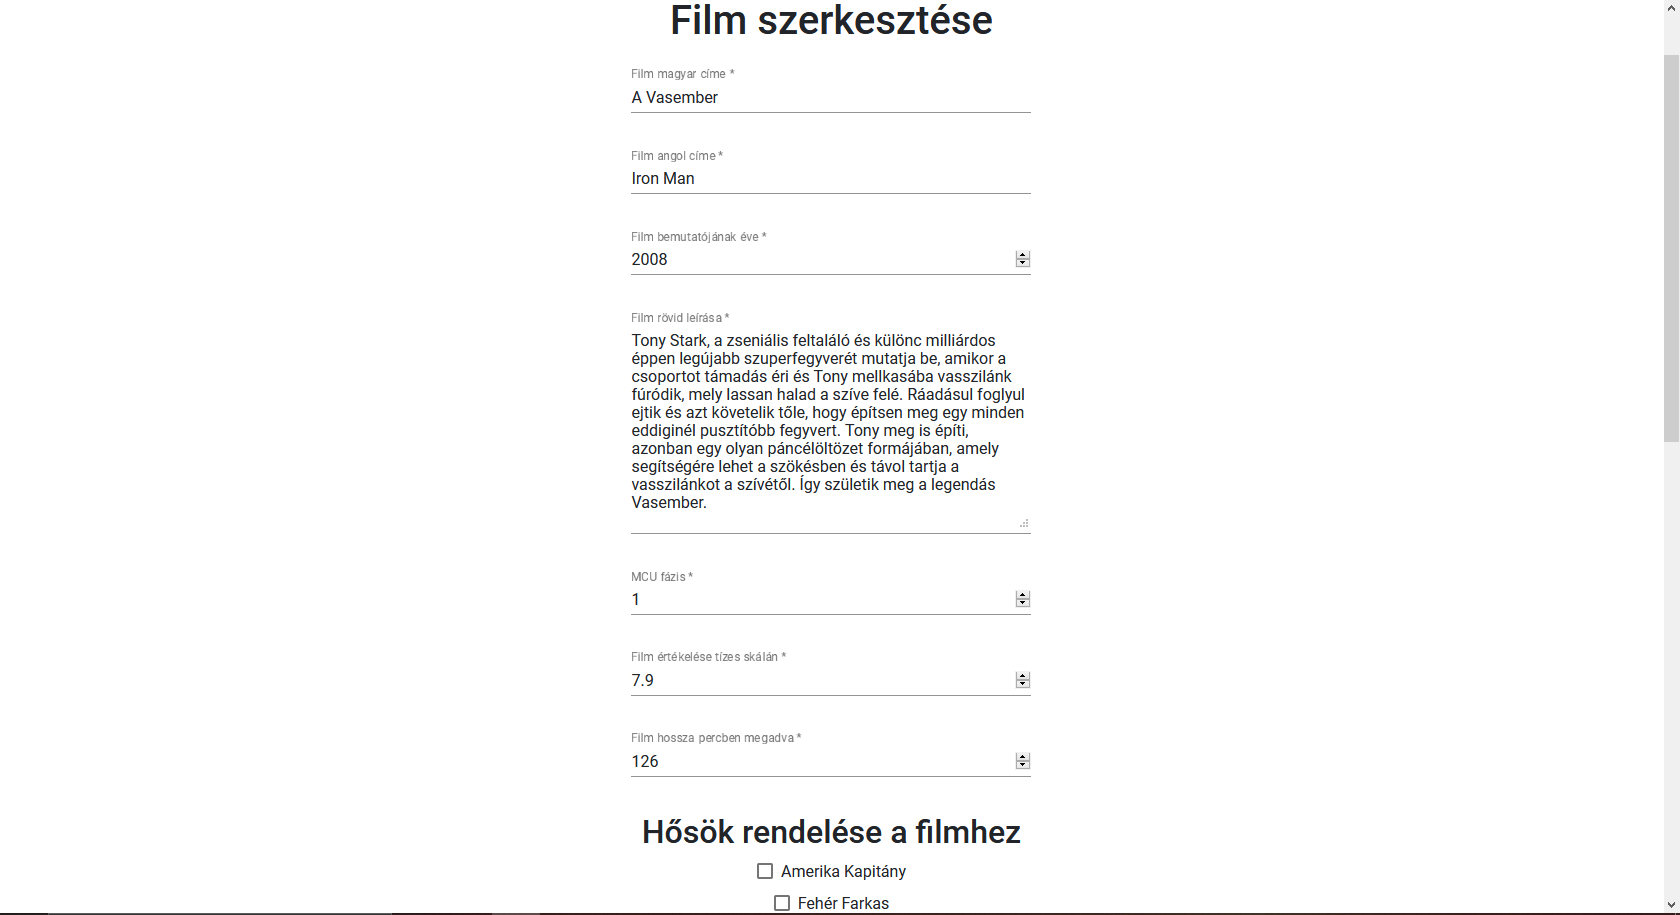 Film szerkesztése
Film magyar címe *
A Vasember
Film angol címe *
Iron Man
Film bemutatójának éve *
2008
Film rövid leírása *
Tony Stark, a zseniális feltaláló és különc milliárdos
éppen legújabb szuperfegyverét mutatja be, amikor a
csoportot támadás éri és Tony mellkasába vasszilánk
fúródik, mely lassan halad a szíve felé. Ráadásul foglyul
ejtik és azt követelik tőle, hogy építsen meg egy minden
eddiginél pusztítóbb fegyvert. Tony meg is építi,
azonban egy olyan páncélöltözet formájában, amely
segítségére lehet a szökésben és távol tartja a
vasszilánkot a szívétől. Így születik meg a legendás
Vasember.
MCU fázis *
1
Film értékelése tízes skálán *
7.9
Film hossza percben megadva *
126
Hősök rendelése a filmhez
Amerika Kapitány
Fehér Farkas